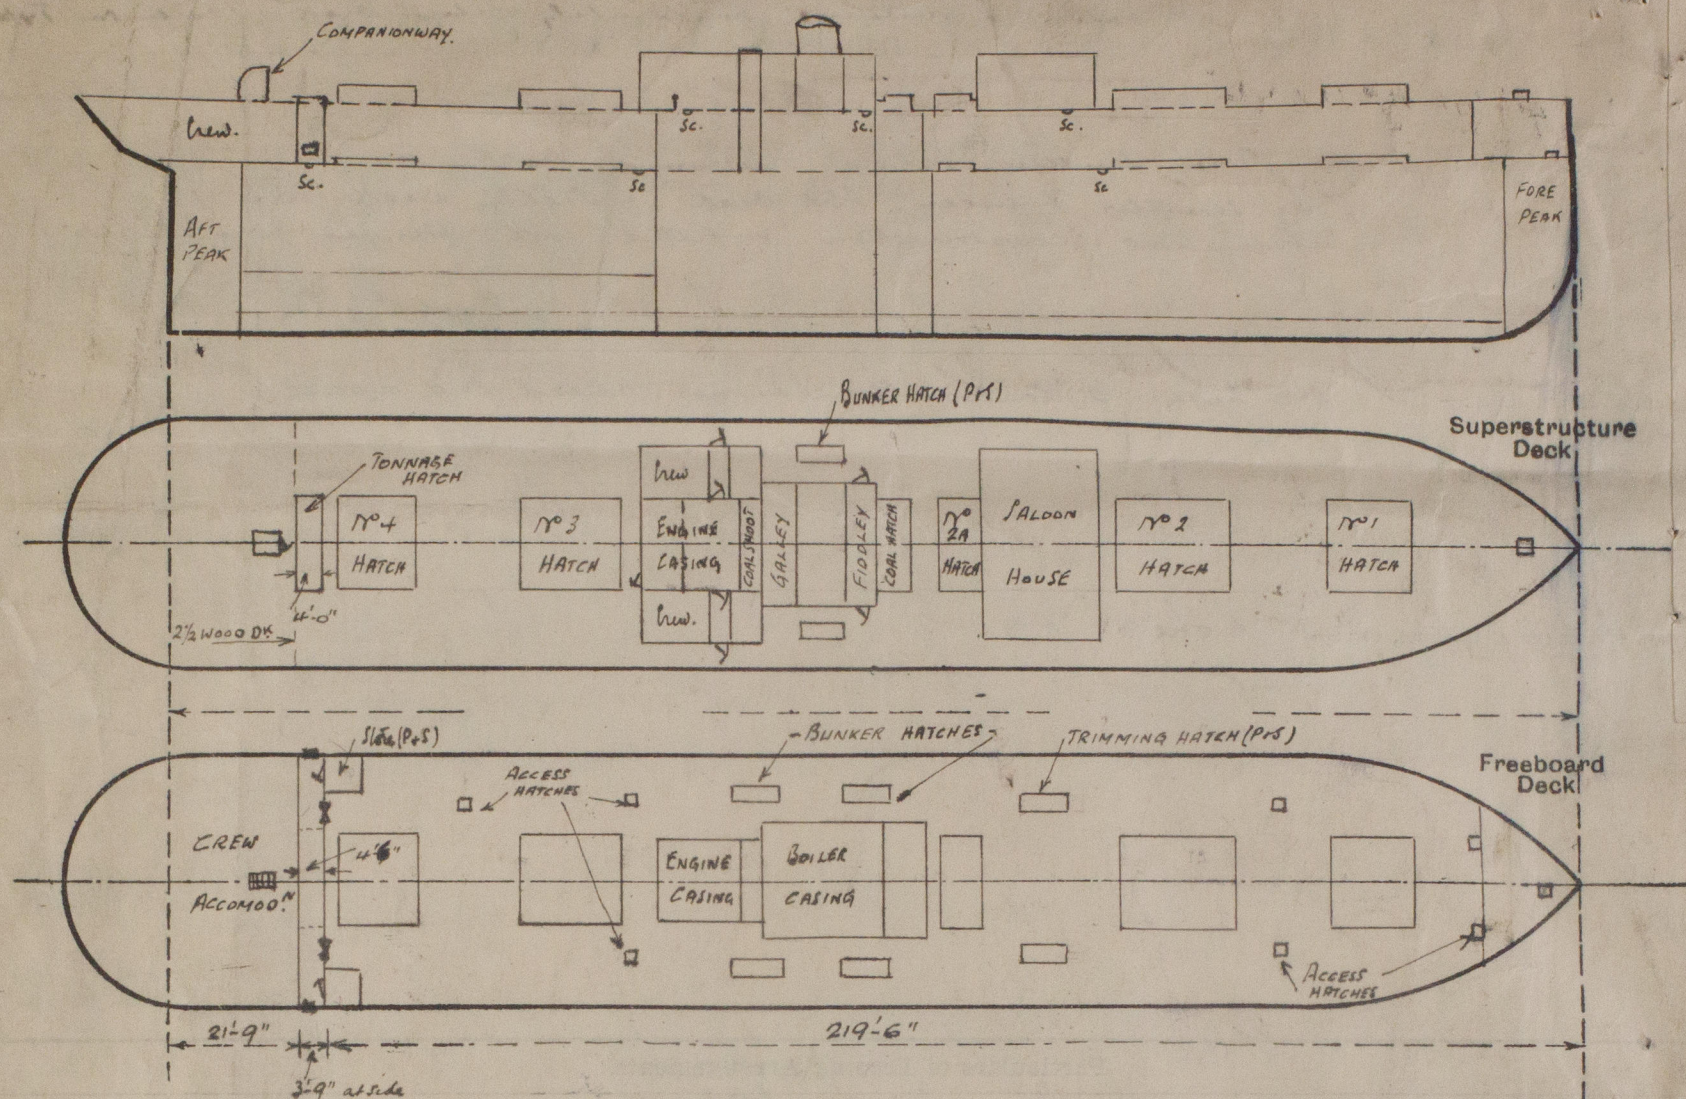 COMPANIONWAY.
Crew.
Sc.
Sc.
Sc.
Sc.
Sc
Sc
AFT
PEAK
FORE
PEAK
BUNKER HATCH (P&S)
Superstructure
Deck
TONNAGE
HATCH
No 4
HATCH
No 3
HATCH
Crew
ENGINE
CASING
Crew.
COALSHOOT
GALLEY
FIDDLEY
COAL HATCH
No
2A
HATCH
SALOON
HOUSE
No 2
HATCH
No 1
HATCH
4'-0"
2½ WOOD DK.
Store (P&S)
-BUNKER HATCHES-
TRIMMING HATCH (P&S)
Freeboard
Deck
ACCESS
HATCHES
CREW
ACCOMOD.N
4'6"
ENGINE
CASING
BOILER
CASING
ACCESS
HATCHES
21'-9"
219'-6"
3'-9" at side